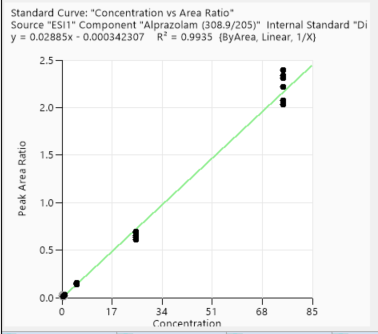 Standard Curve: "Concentration vs Area Ratio"
Source "ESI1" Component "Alprazolam (308.9/205)" Internal Standard "Di
y = 0.02885x - 0.000342307 R² = 0.9935 (ByArea, Linear, 1/X)
2.5
2.0
1.5
1.0
0.5
0.0
Peak Area Ratio
0 17 34 51 68 85
Concentration